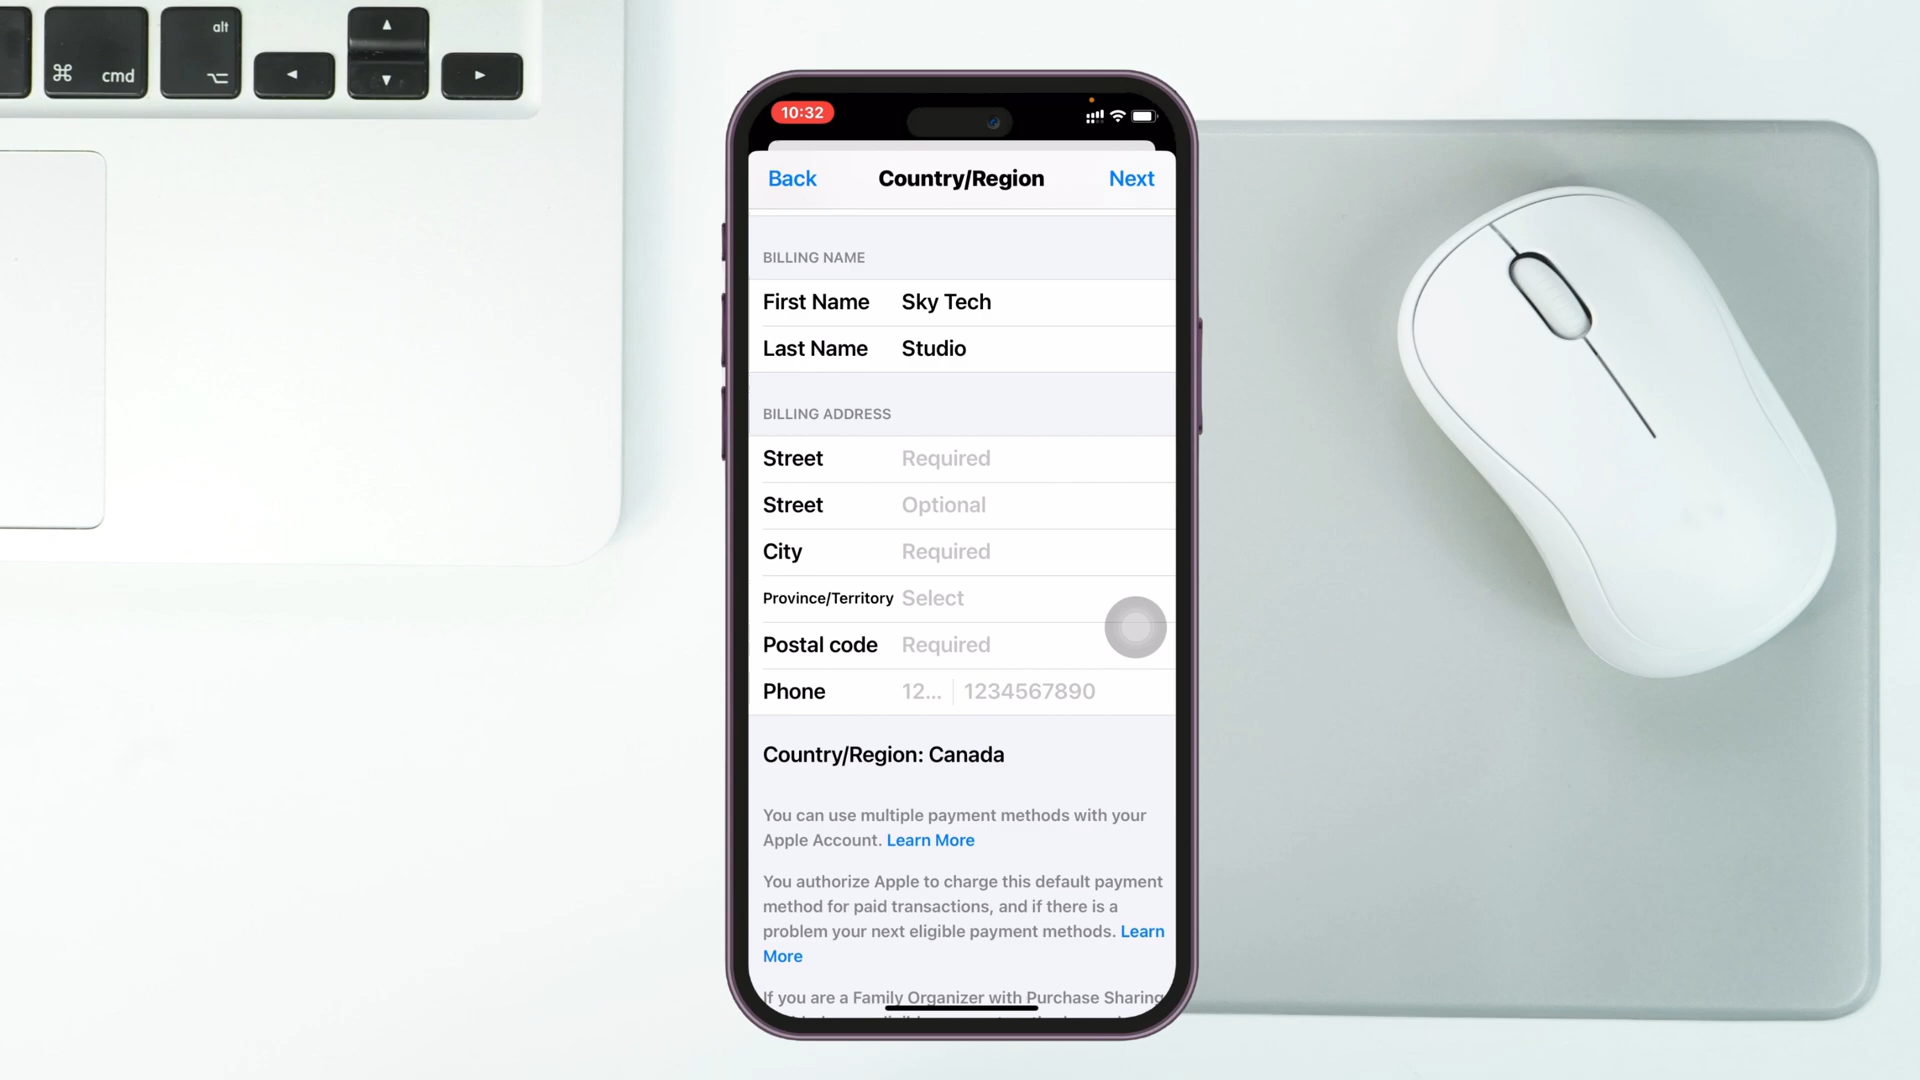 alt
⌘ cmd
10:32
Back Country/Region Next
BILLING NAME
First Name Sky Tech
Last Name Studio
BILLING ADDRESS
Street Required
Street Optional
City Required
Province/Territory Select
Postal code Required
Phone 12... 1234567890
Country/Region: Canada
You can use multiple payment methods with your
Apple Account. Learn More
You authorize Apple to charge this default payment
method for paid transactions, and if there is a
problem your next eligible payment methods. Learn
More
If you are a Family Organizer with Purchase Sharing